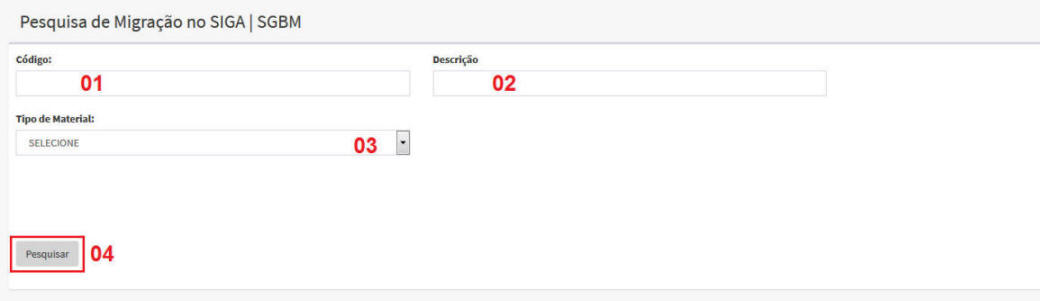 Pesquisa de Migração no SIGA | SGBM
Código:
Descrição
01
02
Tipo de Material:
SELECIONE
03
Pesquisar
04